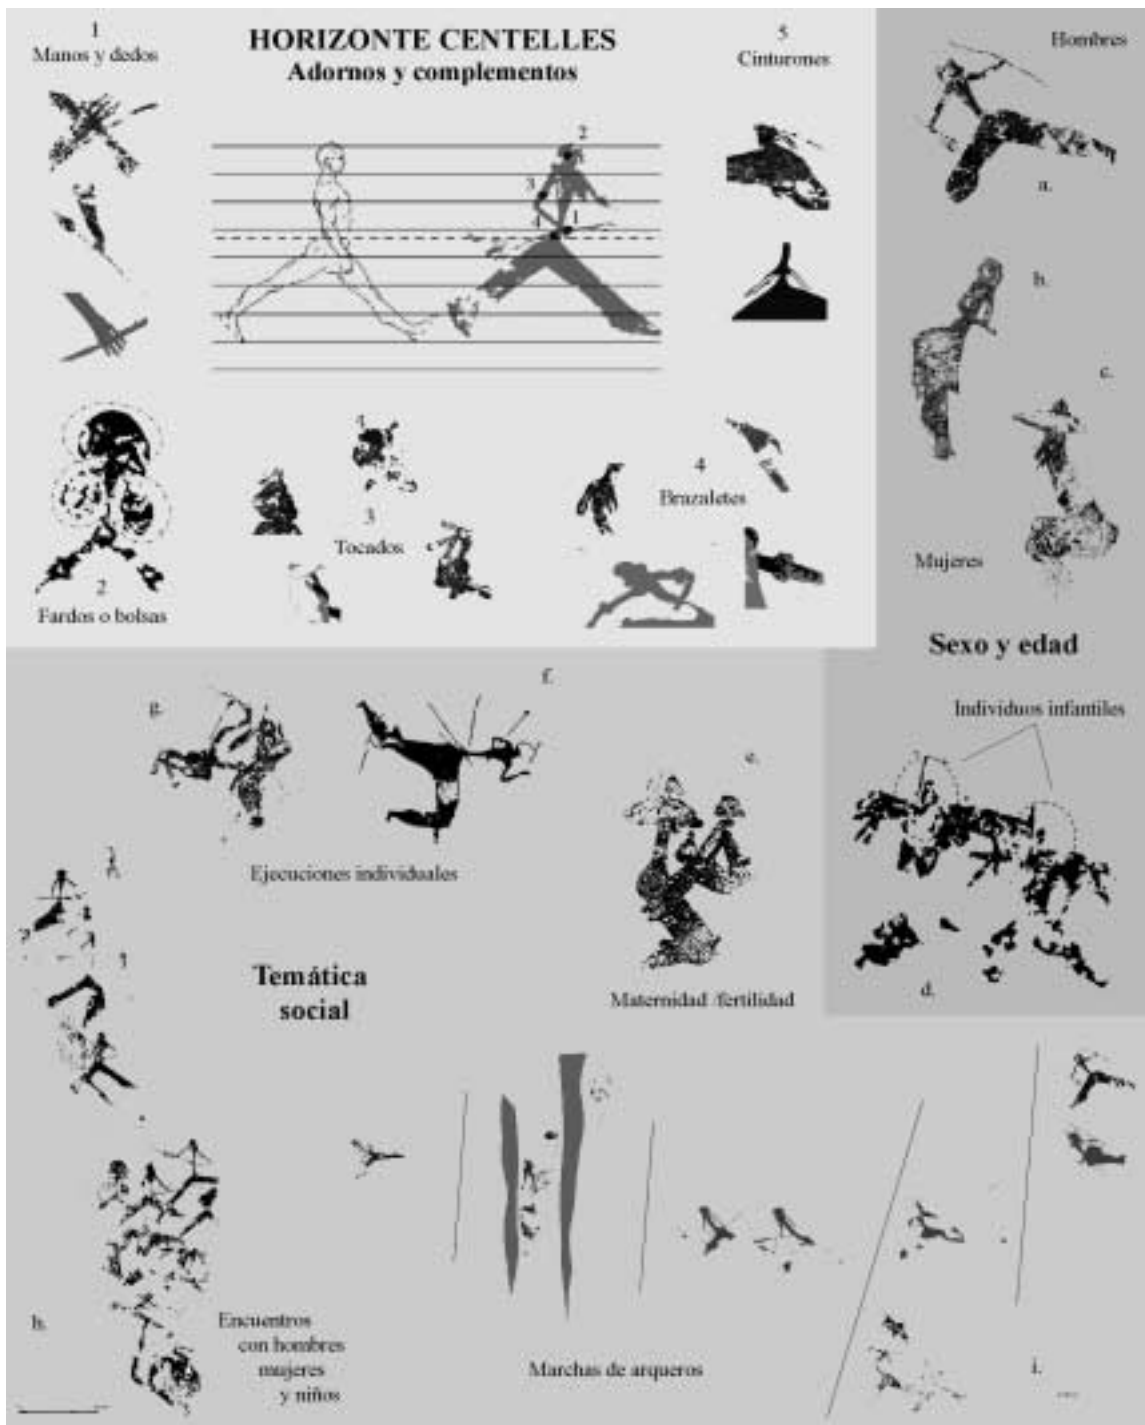 1
Manos y dedos
HORIZONTE CENTELLES
Adornos y complementos
5
Cinturones
Hombres
2
3
4
1
a.
b.
c.
Mujeres
2
Fardos o bolsas
3
Tocados
4
Brazaletes
Sexo y edad
Individuos infantiles
g.
f.
e.
d.
Ejecuciones individuales
Maternidad /fertilidad
Temática
social
h.
Encuentros
con hombres
mujeres
y niños
Marchas de arqueros
i.